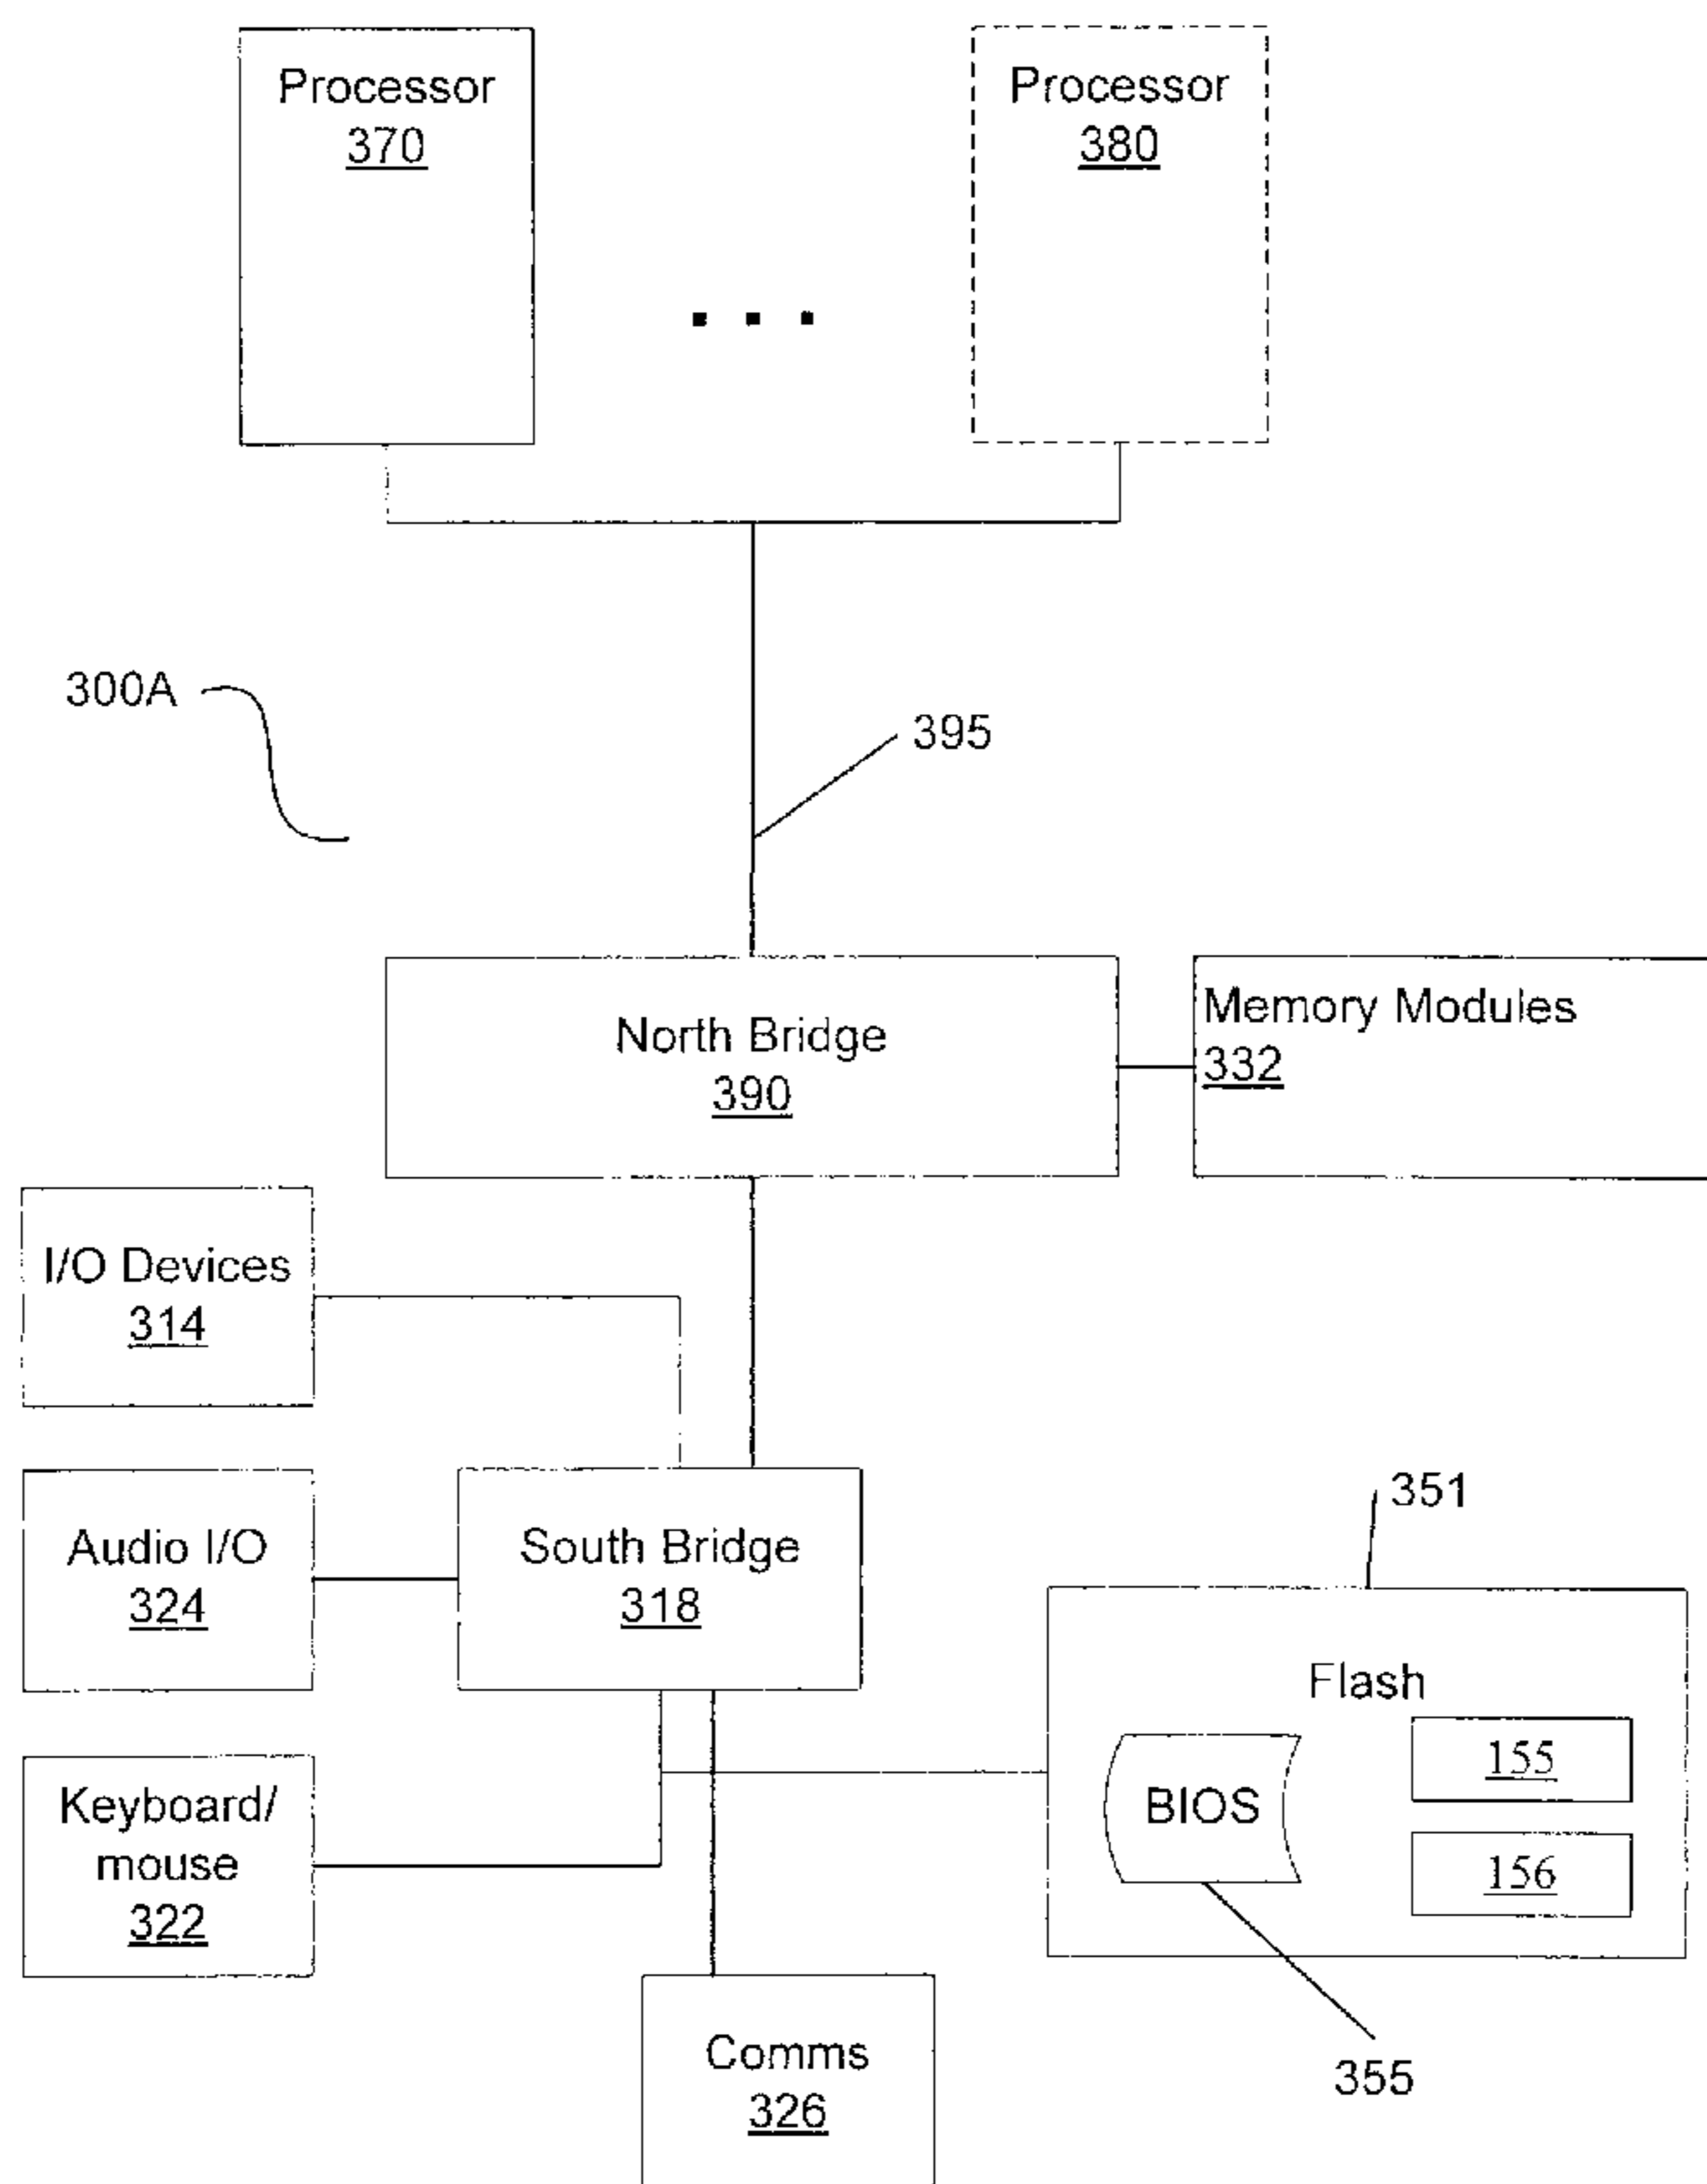 Processor
370
Processor
380
300A
395
North Bridge
390
Memory Modules
332
I/O Devices
314
Audio I/O
324
South Bridge
318
351
Flash
155
BIOS
156
Keyboard/
mouse
322
Comms
326
355